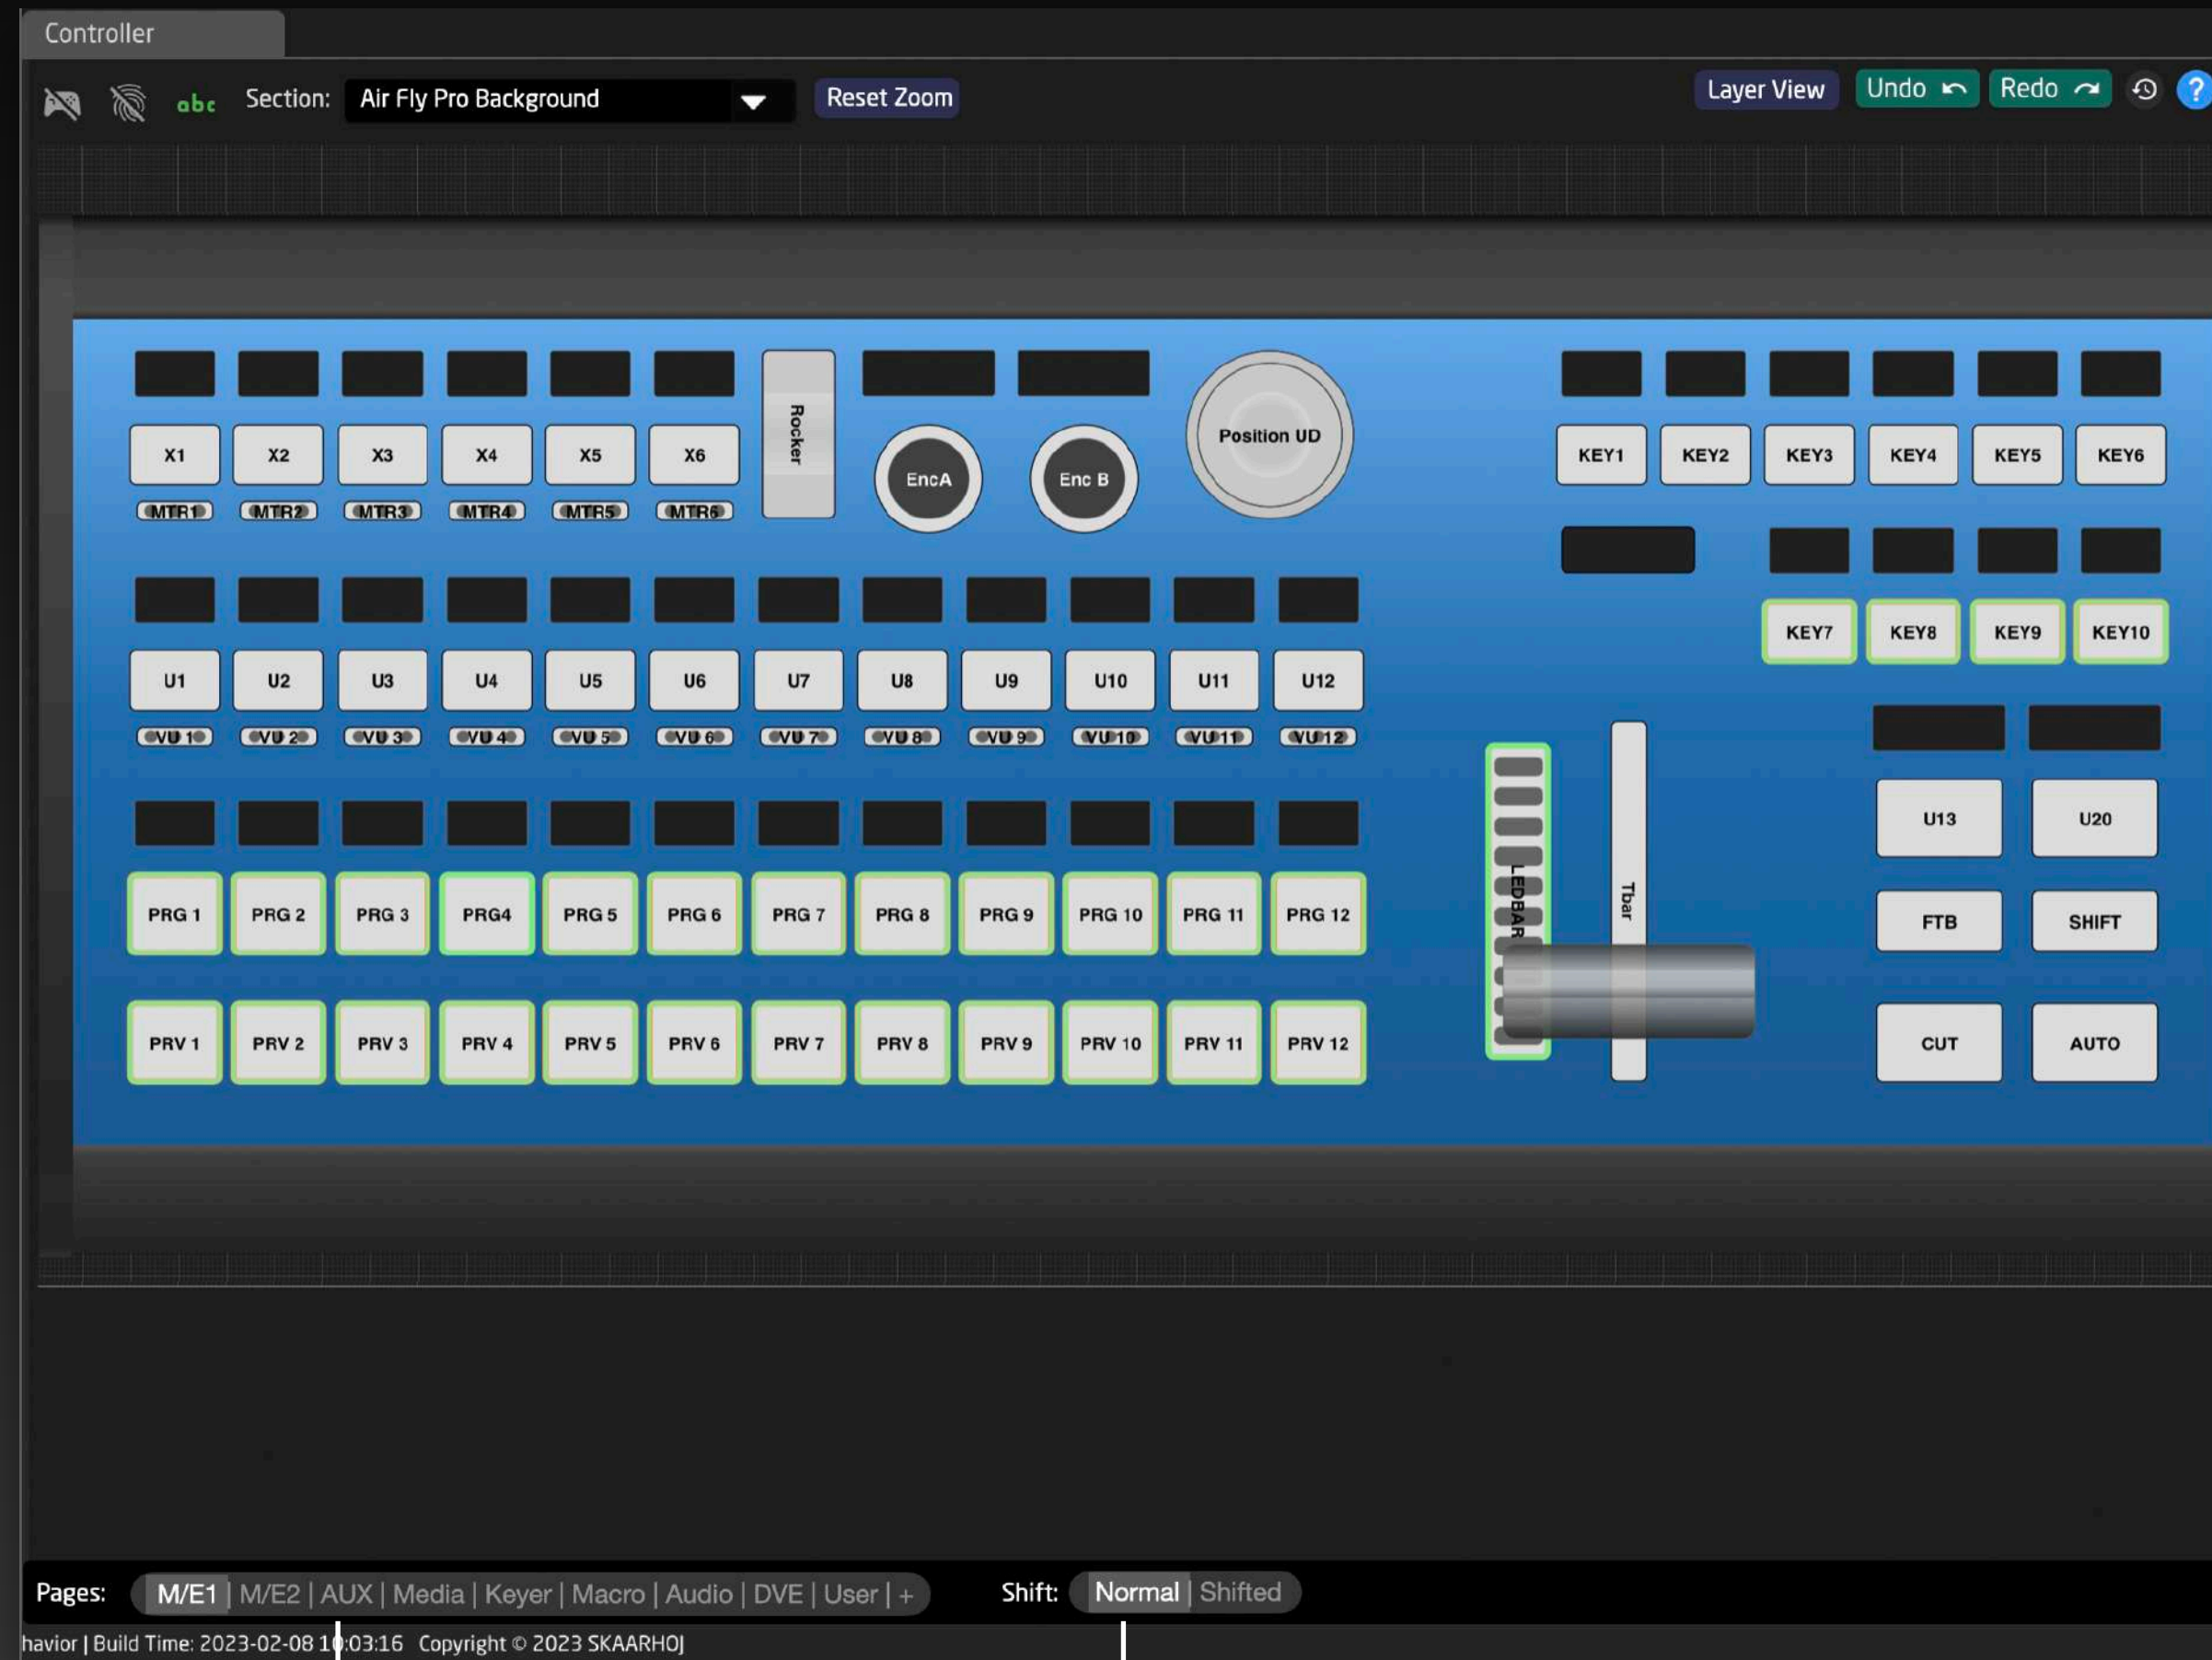 Controller
abc Section: Air Fly Pro Background Reset Zoom Layer View Undo Redo ?
Rocker
Position UD
X1 X2 X3 X4 X5 X6 KEY1 KEY2 KEY3 KEY4 KEY5 KEY6
EncA Enc B
MTR1 MTR2 MTR3 MTR4 MTR5 MTR6
KEY7 KEY8 KEY9 KEY10
U1 U2 U3 U4 U5 U6 U7 U8 U9 U10 U11 U12
VU 1 VU 2 VU 3 VU 4 VU 5 VU 6 VU 7 VU 8 VU 9 VU 10 VU 11 VU 12
U13 U20
LEDBAR
Tbar
PRG 1 PRG 2 PRG 3 PRG4 PRG 5 PRG 6 PRG 7 PRG 8 PRG 9 PRG 10 PRG 11 PRG 12
FTB SHIFT
PRV 1 PRV 2 PRV 3 PRV 4 PRV 5 PRV 6 PRV 7 PRV 8 PRV 9 PRV 10 PRV 11 PRV 12
CUT AUTO
Pages: M/E1 | M/E2 | AUX | Media | Keyer | Macro | Audio | DVE | User | + Shift: Normal | Shifted
havior | Build Time: 2023-02-08 10:03:16 Copyright © 2023 SKAARHOJ